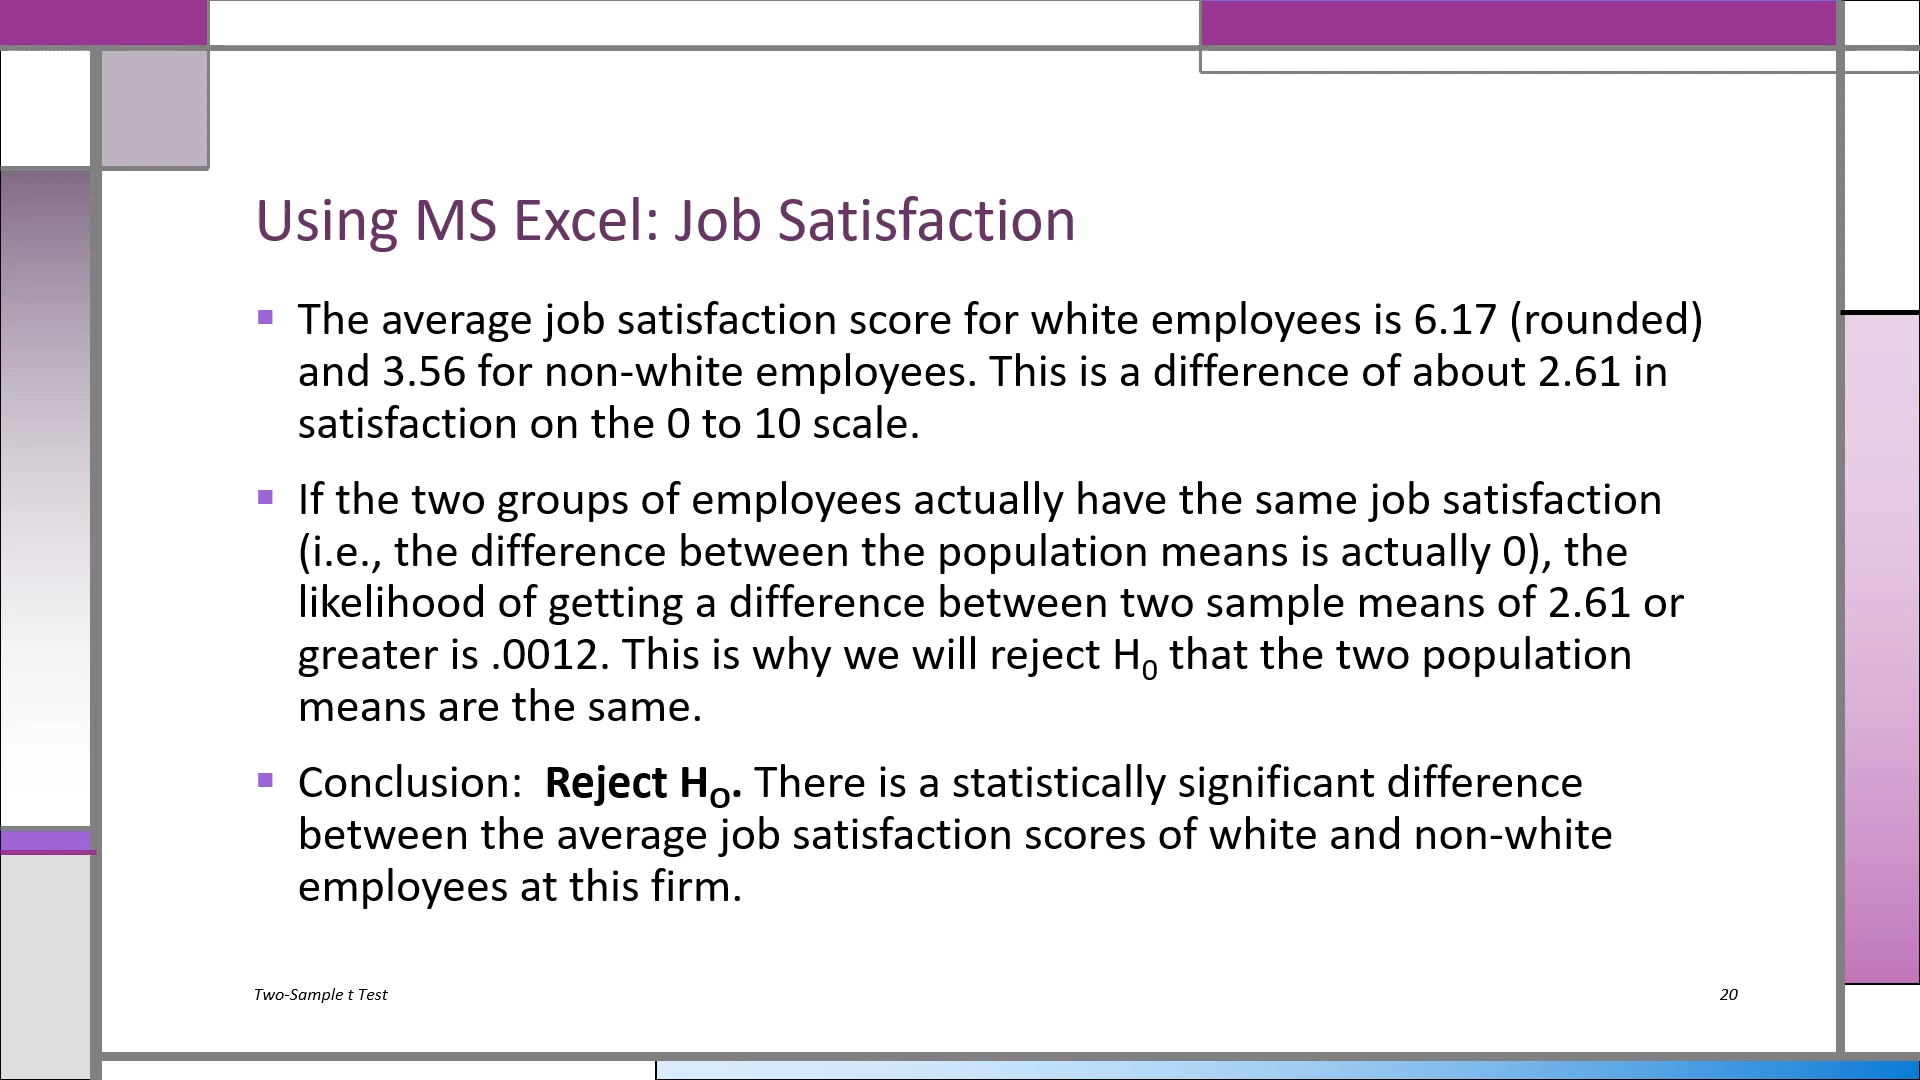 Using MS Excel: Job Satisfaction
▪ The average job satisfaction score for white employees is 6.17 (rounded)
and 3.56 for non-white employees. This is a difference of about 2.61 in
satisfaction on the 0 to 10 scale.
▪ If the two groups of employees actually have the same job satisfaction
(i.e., the difference between the population means is actually 0), the
likelihood of getting a difference between two sample means of 2.61 or
greater is .0012. This is why we will reject H₀ that the two population
means are the same.
▪ Conclusion:  Reject H<sub>O</sub>. There is a statistically significant difference
between the average job satisfaction scores of white and non-white
employees at this firm.
Two-Sample t Test
20